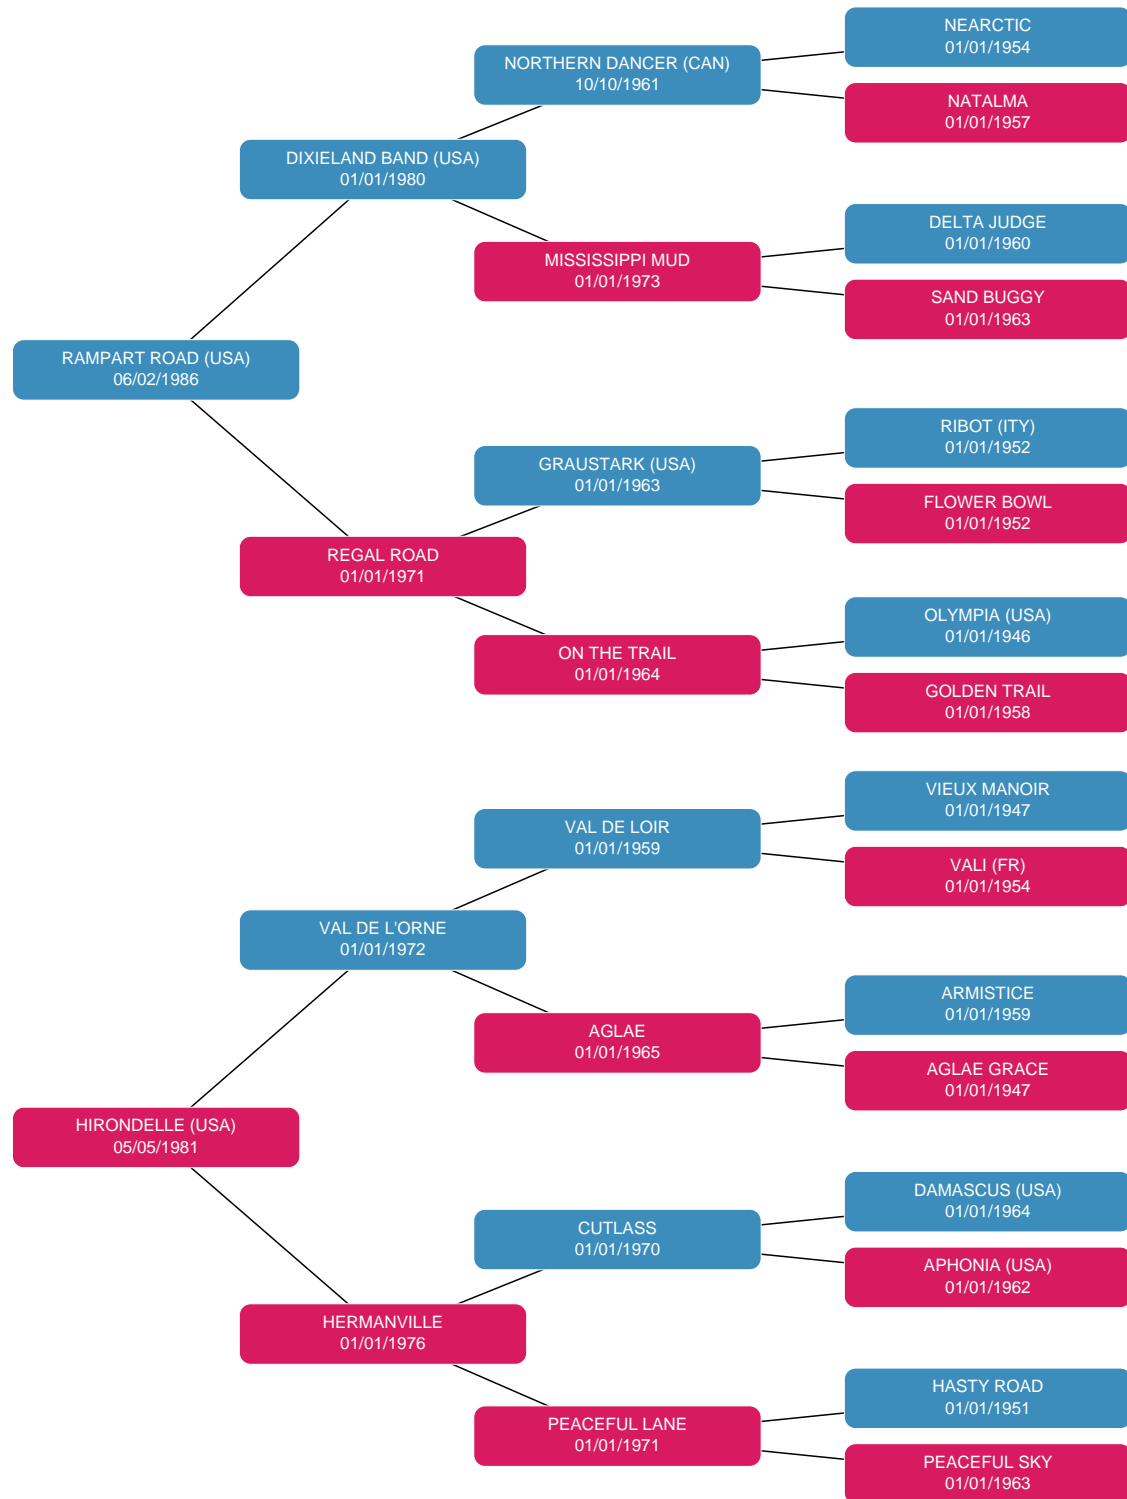 NEARCTIC
01/01/1954
NORTHERN DANCER (CAN)
10/10/1961
NATALMA
01/01/1957
DIXIELAND BAND (USA)
01/01/1980
DELTA JUDGE
01/01/1960
MISSISSIPPI MUD
01/01/1973
SAND BUGGY
01/01/1963
RAMPART ROAD (USA)
06/02/1986
RIBOT (ITY)
01/01/1952
GRAUSTARK (USA)
01/01/1963
FLOWER BOWL
01/01/1952
REGAL ROAD
01/01/1971
OLYMPIA (USA)
01/01/1946
ON THE TRAIL
01/01/1964
GOLDEN TRAIL
01/01/1958
VIEUX MANOIR
01/01/1947
VAL DE LOIR
01/01/1959
VALI (FR)
01/01/1954
VAL DE L'ORNE
01/01/1972
ARMISTICE
01/01/1959
AGLAE
01/01/1965
AGLAE GRACE
01/01/1947
HIRONDELLE (USA)
05/05/1981
DAMASCUS (USA)
01/01/1964
CUTLASS
01/01/1970
APHONIA (USA)
01/01/1962
HERMANVILLE
01/01/1976
HASTY ROAD
01/01/1951
PEACEFUL LANE
01/01/1971
PEACEFUL SKY
01/01/1963